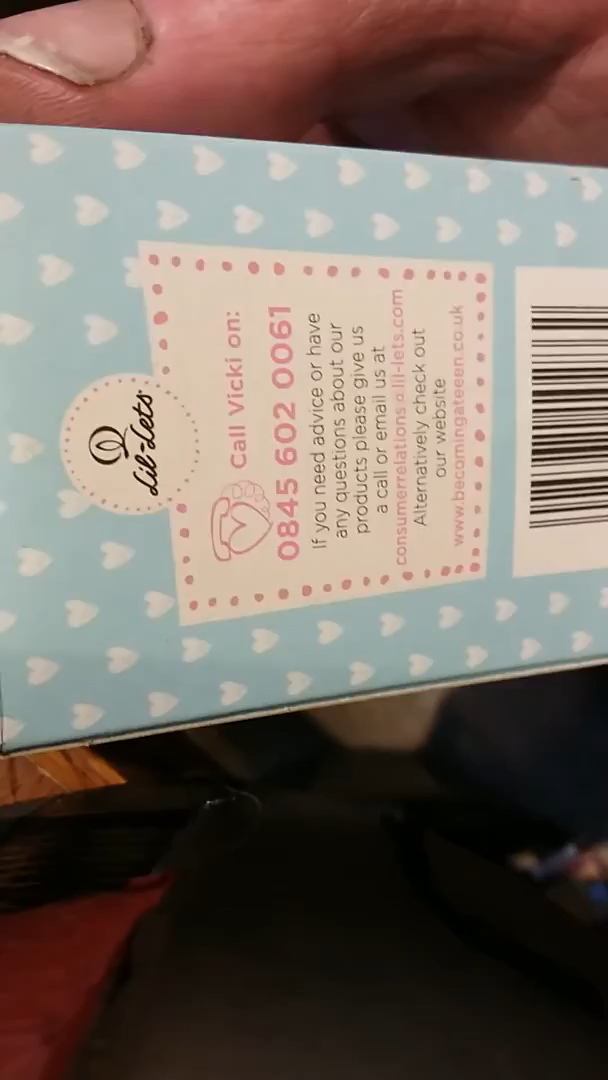 Lil-Lets
Call Vicki on:
0845 602 0061
If you need advice or have
any questions about our
products please give us
a call or email us at
consumerrelations@lil-lets.com
Alternatively check out
our website
www.becomingateeen.co.uk